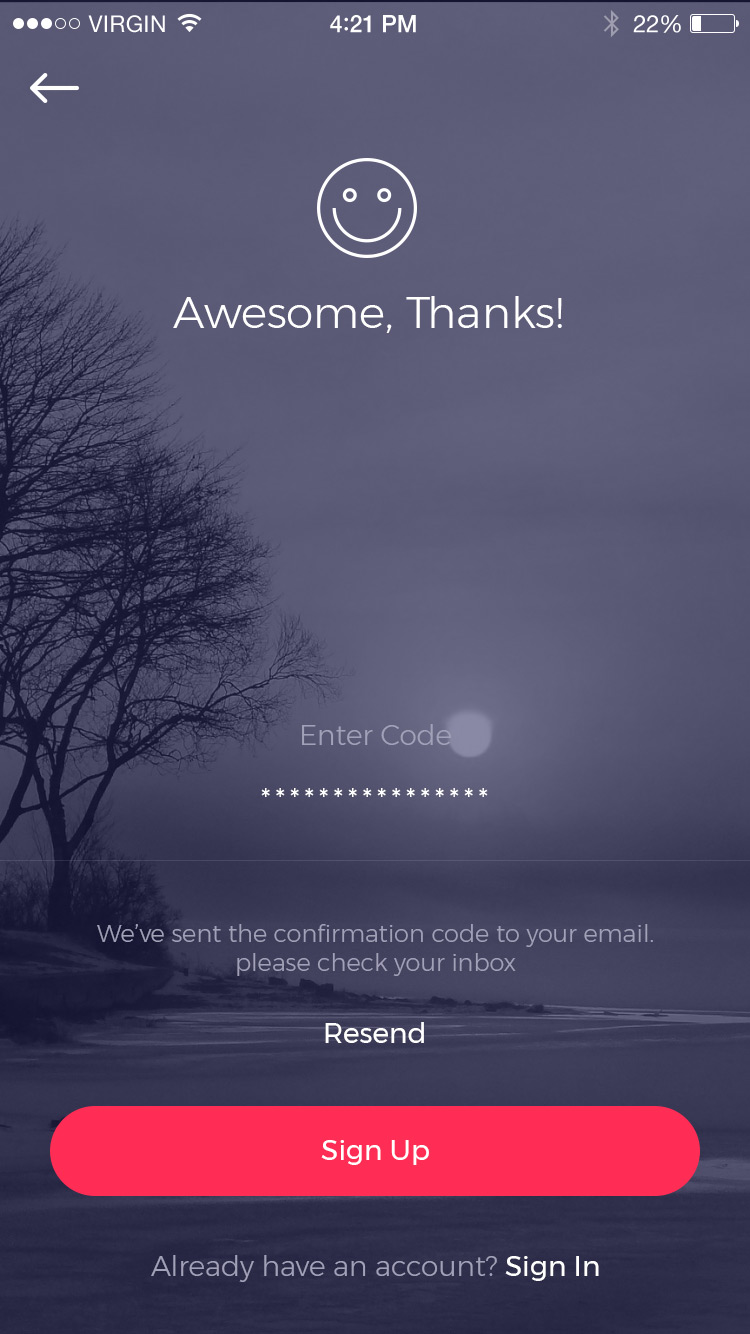 VIRGIN 4:21 PM 22%
Awesome, Thanks!
Enter Code
****************
We've sent the confirmation code to your email.
please check your inbox
Resend
Sign Up
Already have an account? Sign In